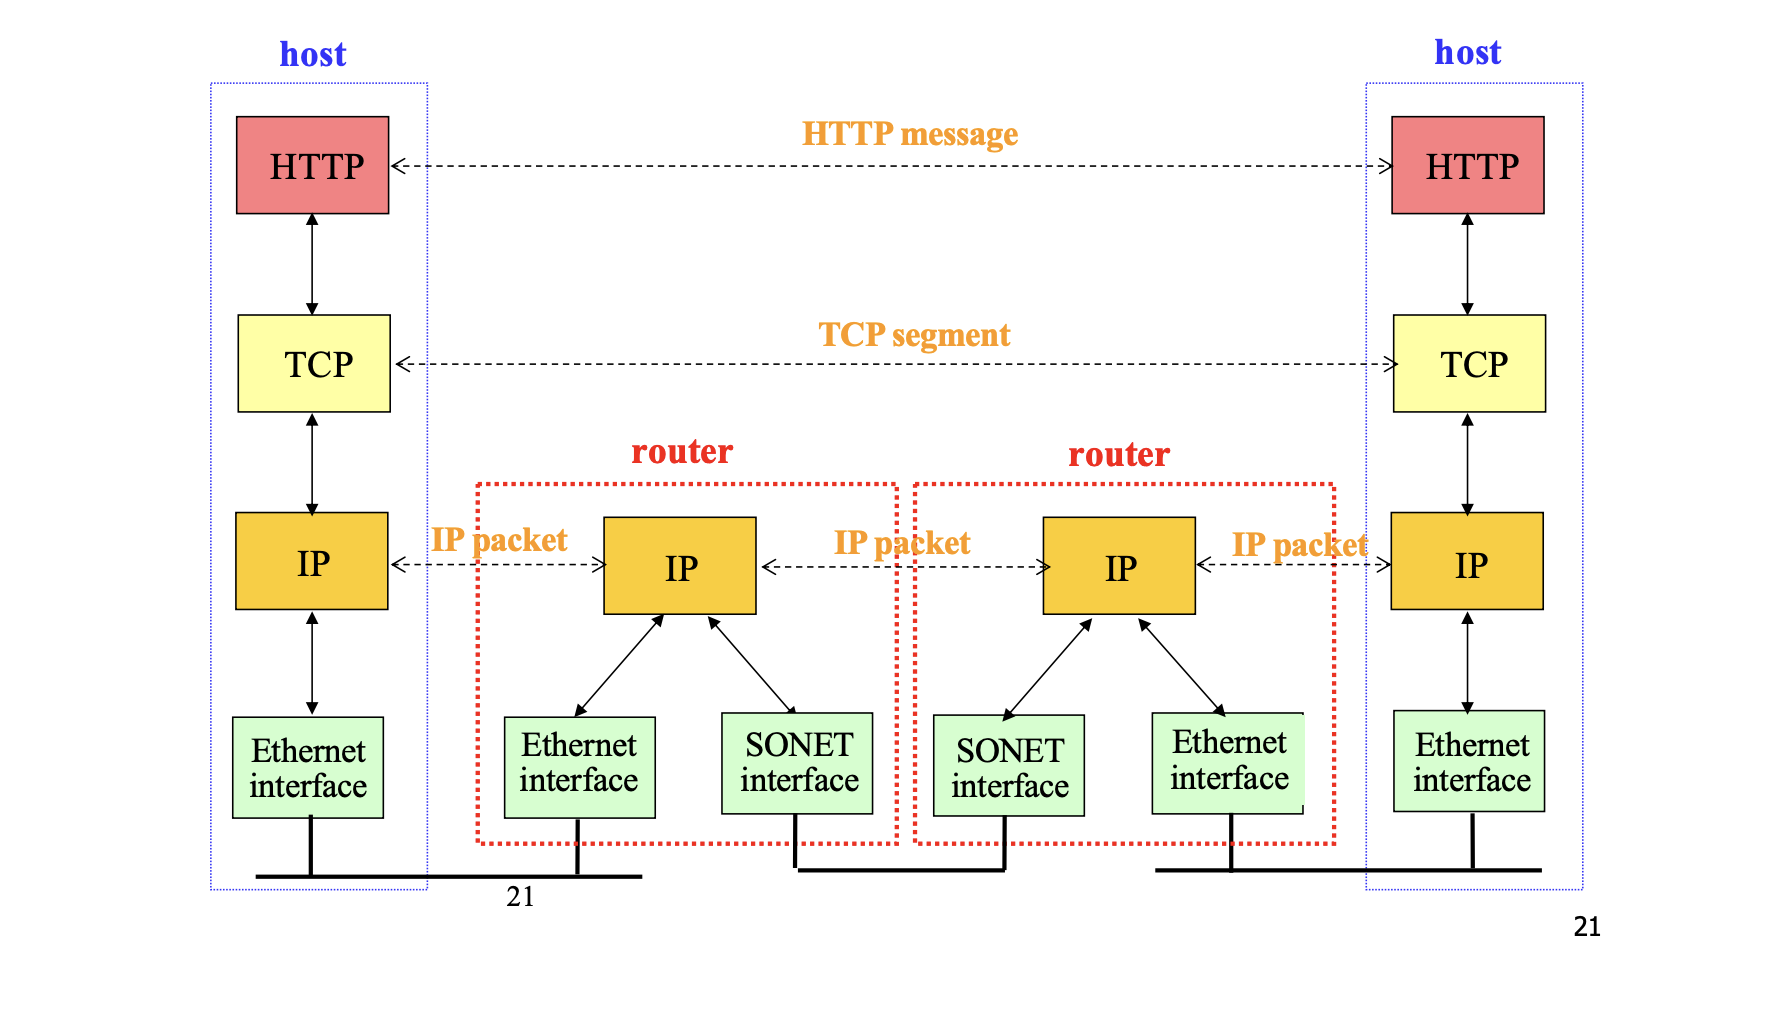 host
host
HTTP message
HTTP
HTTP
TCP segment
TCP
TCP
router
router
IP packet
IP packet
IP packet
IP
IP
IP
IP
Ethernet
interface
Ethernet
interface
SONET
interface
SONET
interface
Ethernet
interface
Ethernet
interface
21
21